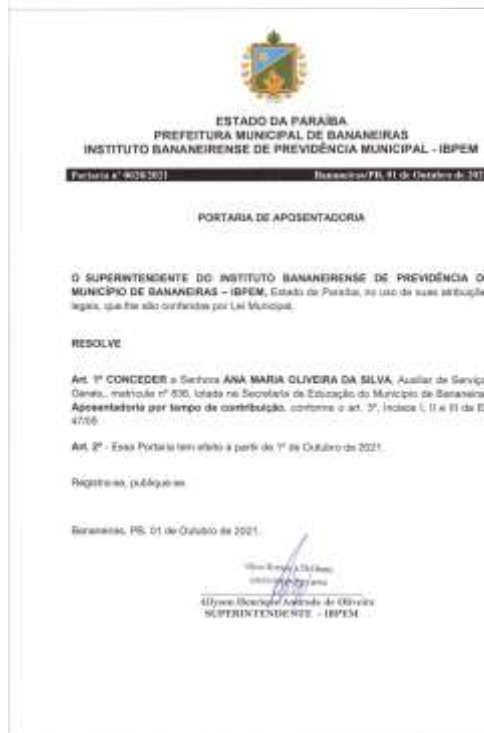 ESTADO DA PARAÍBA
PREFEITURA MUNICIPAL DE BANANEIRAS
INSTITUTO BANANEIRENSE DE PREVIDÊNCIA MUNICIPAL - IBPEM
Portaria nº 0028/2021 Bananeiras/PB, 01 de Outubro de 202
PORTARIA DE APOSENTADORIA
O SUPERINTENDENTE DO INSTITUTO BANANEIRENSE DE PREVIDÊNCIA D
MUNICÍPIO DE BANANEIRAS – IBPEM, Estado da Paraíba, no uso de suas atribuiçõe
legais, que lhe são conferidas por Lei Municipal.
RESOLVE
Art. 1º CONCEDER a Senhora ANA MARIA OLIVEIRA DA SILVA, Auxiliar de Serviço
Gerais, matrícula nº 836, lotada na Secretaria de Educação do Município de Bananeira
Aposentadoria por tempo de contribuição, conforme o art. 3º, Incisos I, II e III da E
47/05
Art. 2º - Essa Portaria tem efeito a partir de 1º de Outubro de 2021.
Registra-se, publique-se.
Bananeiras, PB, 01 de Outubro de 2021.
Allyson Henrique Andrade de Oliveira
SUPERINTENDENTE - IBPEM